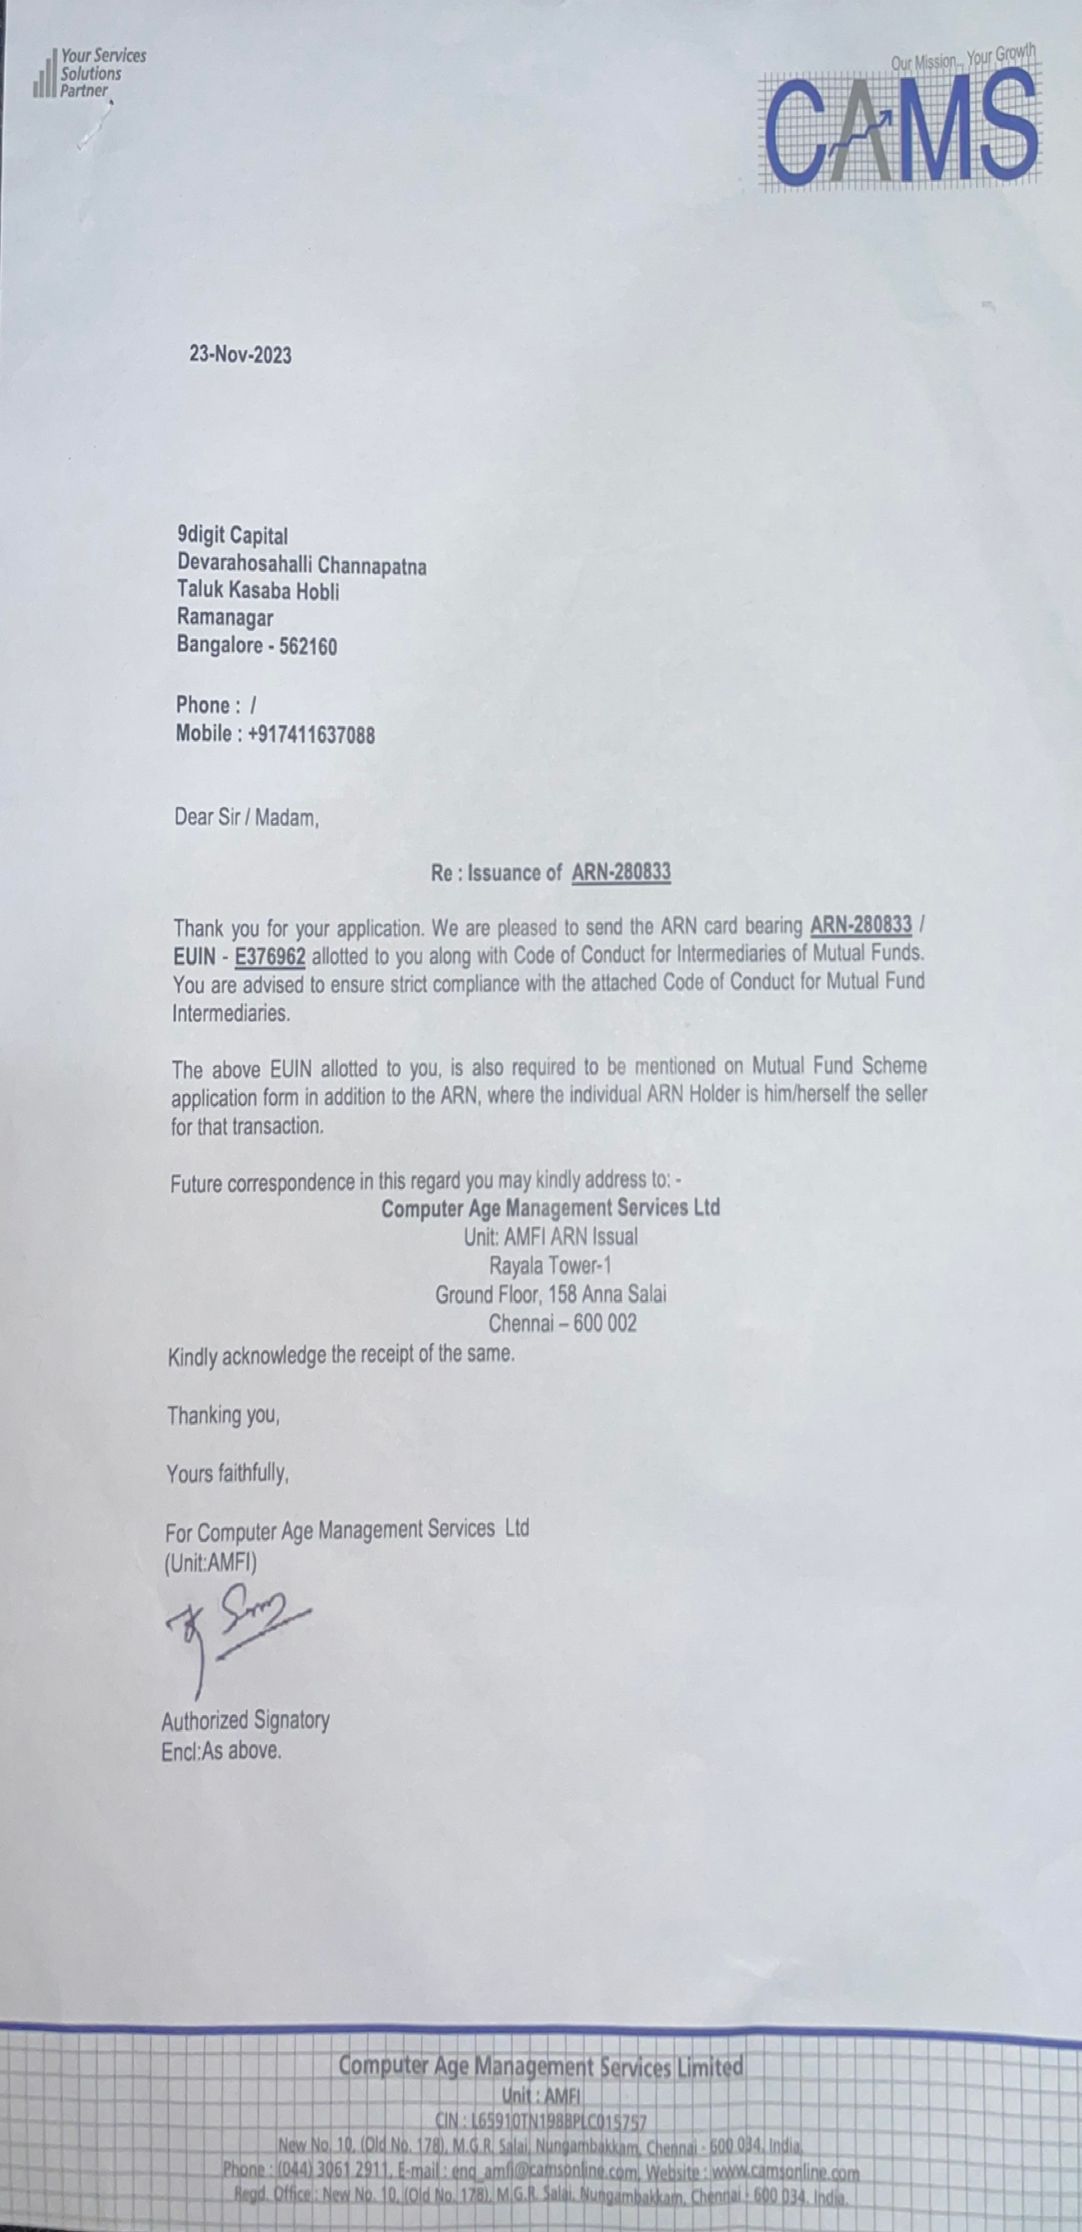 Your Services
Solutions
Partner
Our Mission... Your Growth
CAMS
23-Nov-2023
9digit Capital
Devarahosahalli Channapatna
Taluk Kasaba Hobli
Ramanagar
Bangalore - 562160
Phone : /
Mobile : +917411637088
Dear Sir / Madam,
Re : Issuance of ARN-280833
Thank you for your application. We are pleased to send the ARN card bearing ARN-280833 /
EUIN - E376962 allotted to you along with Code of Conduct for Intermediaries of Mutual Funds.
You are advised to ensure strict compliance with the attached Code of Conduct for Mutual Fund
Intermediaries.
The above EUIN allotted to you, is also required to be mentioned on Mutual Fund Scheme
application form in addition to the ARN, where the individual ARN Holder is him/herself the seller
for that transaction.
Future correspondence in this regard you may kindly address to: -
Computer Age Management Services Ltd
Unit: AMFI ARN Issual
Rayala Tower-1
Ground Floor, 158 Anna Salai
Chennai – 600 002
Kindly acknowledge the receipt of the same.
Thanking you,
Yours faithfully,
For Computer Age Management Services Ltd
(Unit:AMFI)
Authorized Signatory
Encl:As above.
Computer Age Management Services Limited
Unit : AMFI
CIN : L65910TN1988PLC015757
New No. 10, (Old No. 178), M.G.R. Salai, Nungambakkam, Chennai - 600 034. India.
Phone : (044) 3061 2911, E-mail : enq_amfi@camsonline.com, Website : www.camsonline.com
Regd. Office : New No. 10, (Old No. 178), M.G.R. Salai, Nungambakkam, Chennai - 600 034. India.